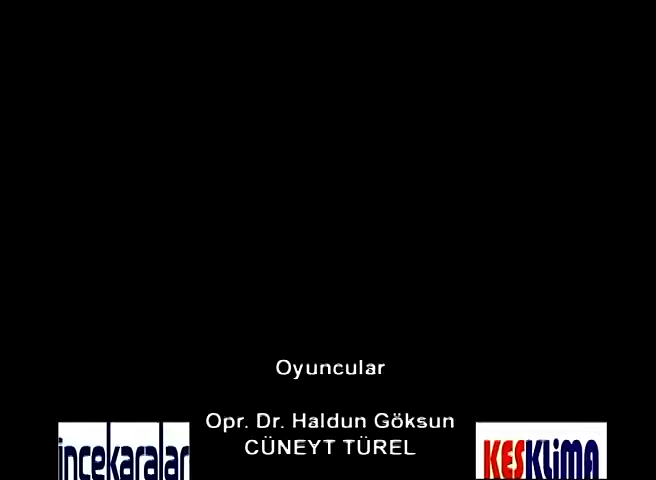 Oyuncular
Opr. Dr. Haldun Göksun
CÜNEYT TÜREL
incekaralar
KESKLiMA